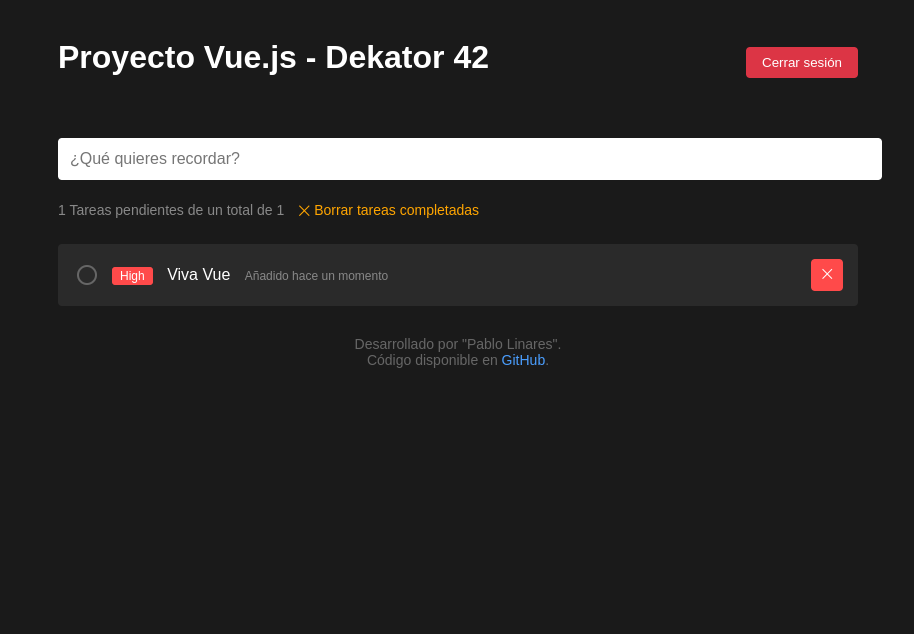 Proyecto Vue.js - Dekator 42
Cerrar sesión
¿Qué quieres recordar?
1 Tareas pendientes de un total de 1 Borrar tareas completadas
High Viva Vue Añadido hace un momento
Desarrollado por "Pablo Linares".
Código disponible en GitHub.